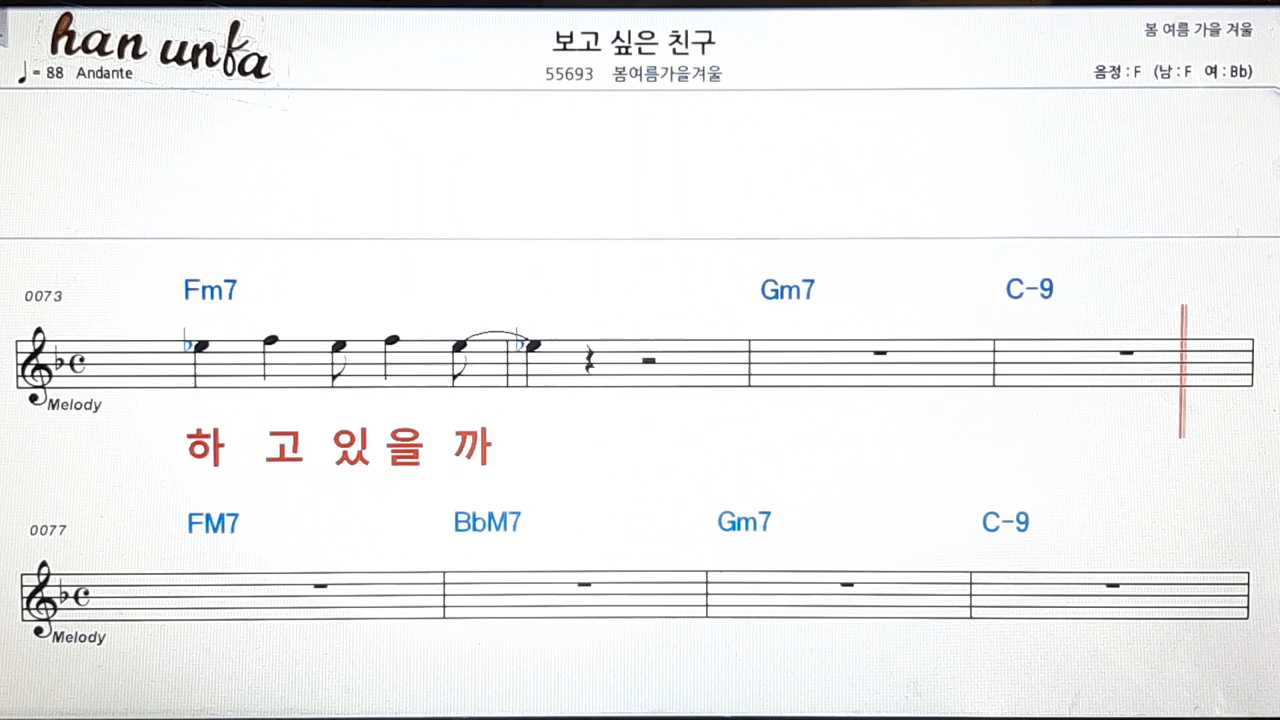 han unfa
보고 싶은 친구
봄 여름 가을 겨울
♩ = 88 Andante
55693 봄여름가을겨울
음정 : F (남 : F 여 : Bb)
0073 Fm7 Gm7 C-9
Melody
하 고 있 을 까
0077 FM7 BbM7 Gm7 C-9
Melody